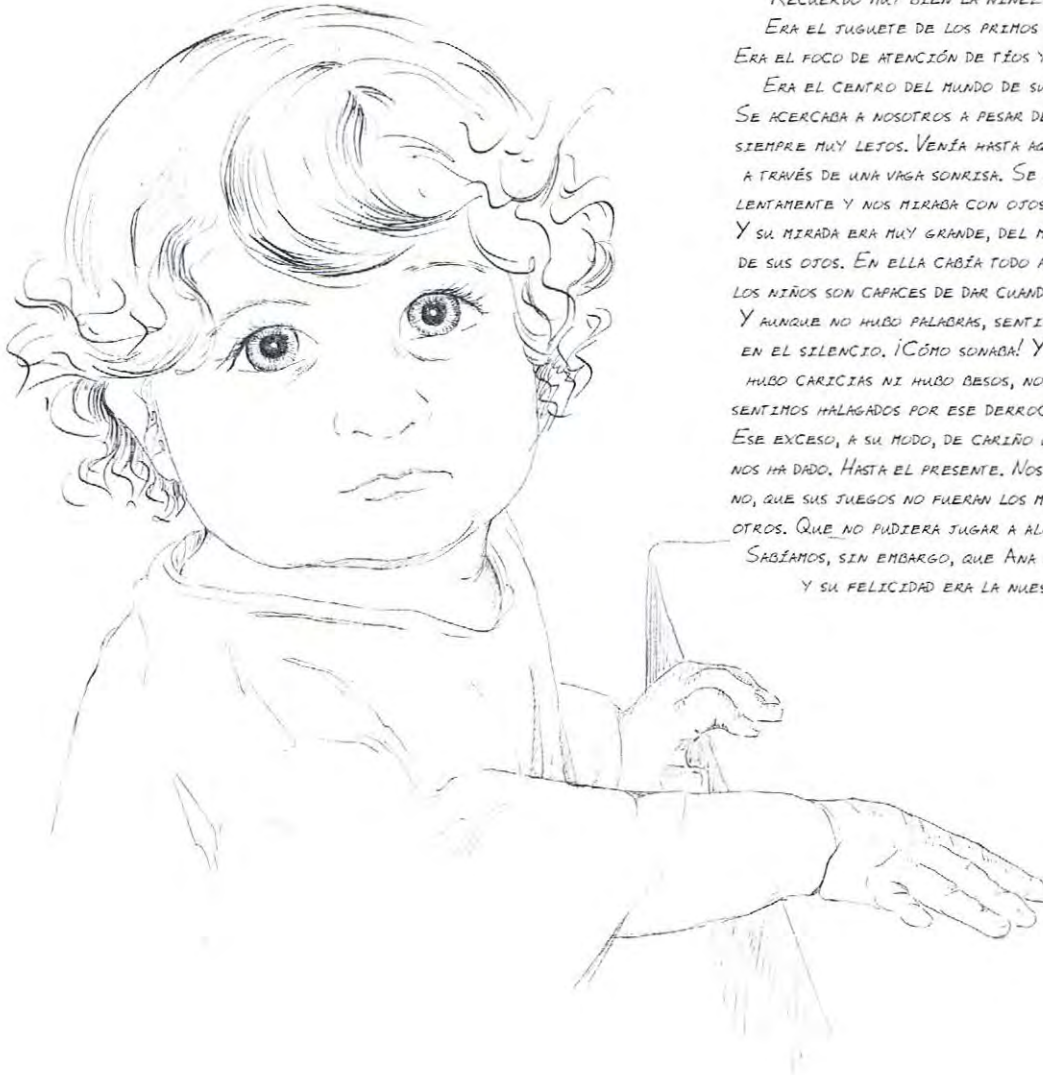 RECUERDO MUY BIEN LA NIÑEZ
ERA EL JUGUETE DE LOS PRIMOS
ERA EL FOCO DE ATENCIÓN DE TÍOS Y
ERA EL CENTRO DEL MUNDO DE SU
SE ACERCABA A NOSOTROS A PESAR DE
SIEMPRE MUY LEJOS. VENÍA HASTA AQ
A TRAVÉS DE UNA VAGA SONRISA. SE
LENTAMENTE Y NOS MIRABA CON OJOS
Y SU MIRADA ERA MUY GRANDE, DEL M
DE SUS OJOS. EN ELLA CABÍA TODO A
LOS NIÑOS SON CAPACES DE DAR CUAND
Y AUNQUE NO HUBO PALABRAS, SENTI
EN EL SILENCIO. ¡CÓMO SONABA! Y
HUBO CARICIAS NI HUBO BESOS, NO
SENTIMOS HALAGADOS POR ESE DERROC
ESE EXCESO, A SU MODO, DE CARIÑO
NOS HA DADO. HASTA EL PRESENTE. NOS
NO, QUE SUS JUEGOS NO FUERAN LOS M
OTROS. QUE NO PUDIERA JUGAR A AL
SABÍAMOS, SIN EMBARGO, QUE ANA
Y SU FELICIDAD ERA LA NUES